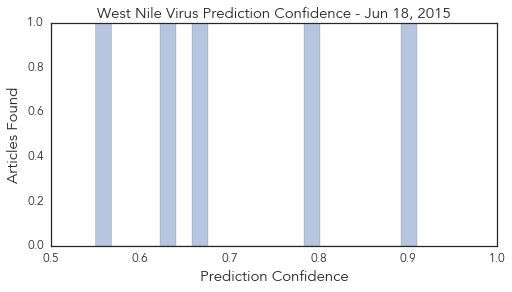 West Nile Virus Prediction Confidence - Jun 18, 2015
1.0
0.8
0.6
0.4
0.2
0.0
Articles Found
0.5 0.6 0.7 0.8 0.9 1.0
Prediction Confidence